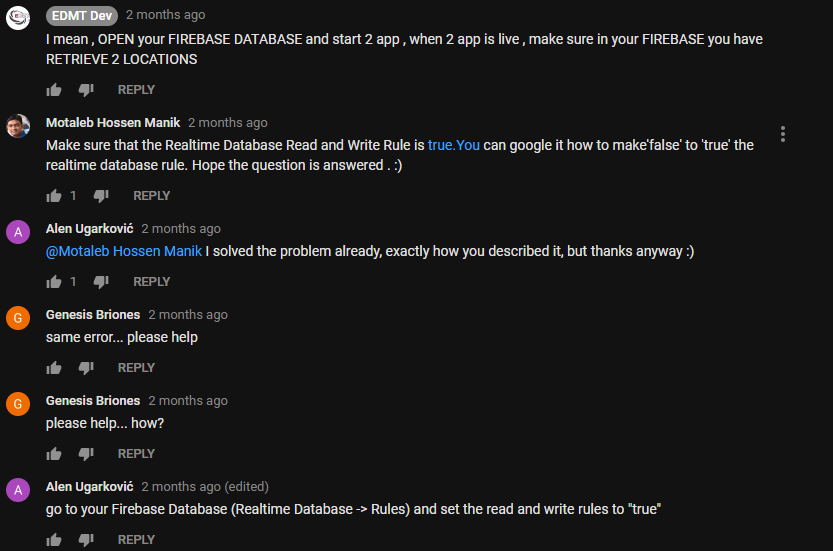 EDMT Dev 2 months ago
I mean , OPEN your FIREBASE DATABASE and start 2 app , when 2 app is live , make sure in your FIREBASE you have
RETRIEVE 2 LOCATIONS
REPLY
Motaleb Hossen Manik 2 months ago
Make sure that the Realtime Database Read and Write Rule is true.You can google it how to make'false' to 'true' the
realtime database rule. Hope the question is answered . :)
1 REPLY
A Alen Ugarković 2 months ago
@Motaleb Hossen Manik I solved the problem already, exactly how you described it, but thanks anyway :)
1 REPLY
G Genesis Briones 2 months ago
same error... please help
REPLY
G Genesis Briones 2 months ago
please help... how?
REPLY
A Alen Ugarković 2 months ago (edited)
go to your Firebase Database (Realtime Database -> Rules) and set the read and write rules to "true"
REPLY